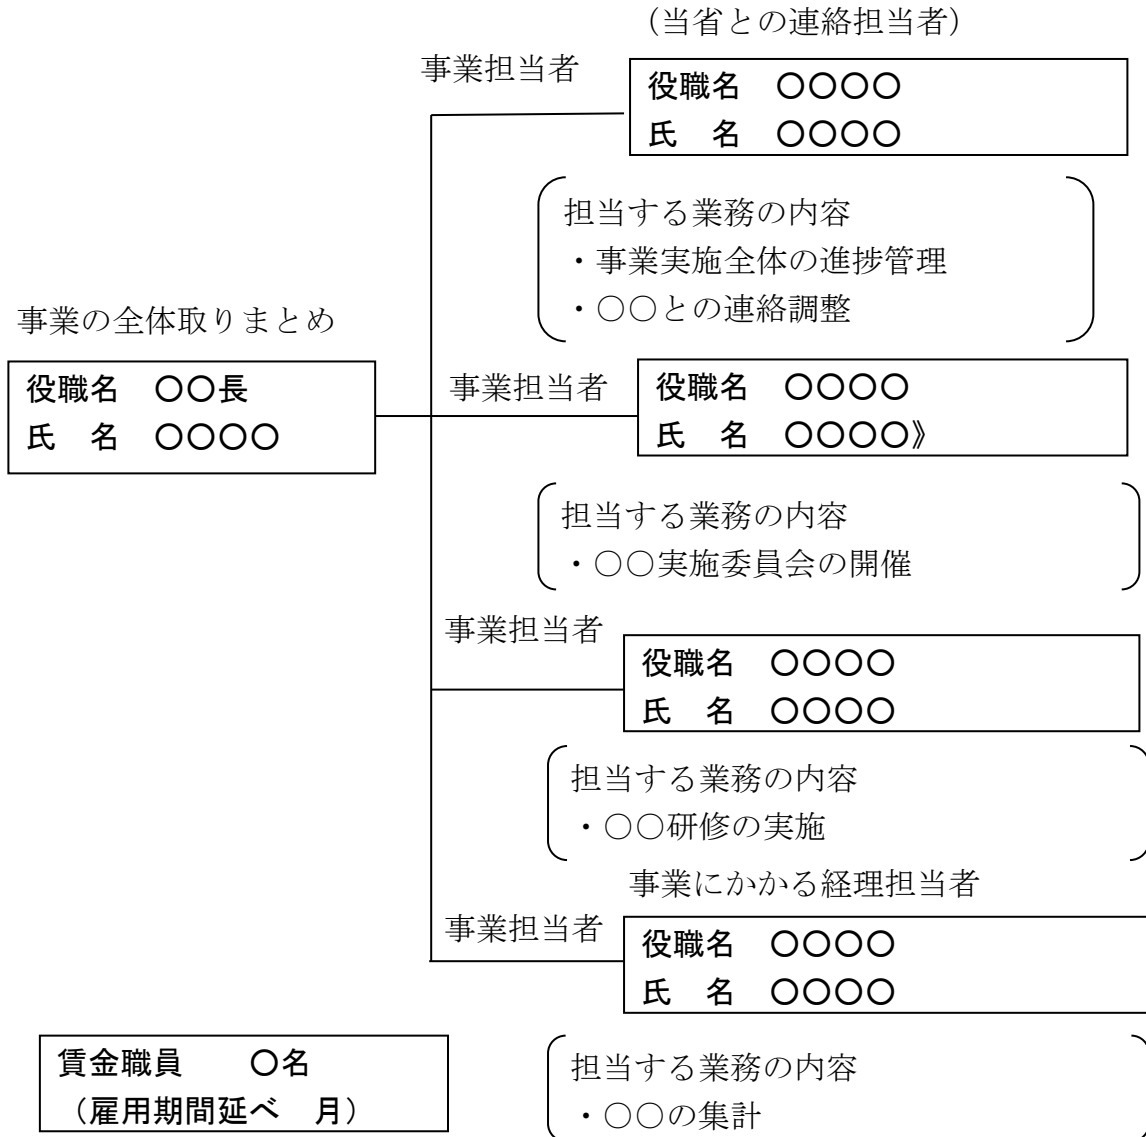 (当省との連絡担当者)
事業担当者
役職名　〇〇〇〇
氏　名　〇〇〇〇
担当する業務の内容
・事業実施全体の進捗管理
・〇〇との連絡調整
事業の全体取りまとめ
役職名　〇〇長
氏　名　〇〇〇〇
事業担当者
役職名　〇〇〇〇
氏　名　〇〇〇〇》
担当する業務の内容
・〇〇実施委員会の開催
事業担当者
役職名　〇〇〇〇
氏　名　〇〇〇〇
担当する業務の内容
・〇〇研修の実施
事業にかかる経理担当者
事業担当者
役職名　〇〇〇〇
氏　名　〇〇〇〇
賃金職員　　〇名
（雇用期間延べ　月）
担当する業務の内容
・〇〇の集計